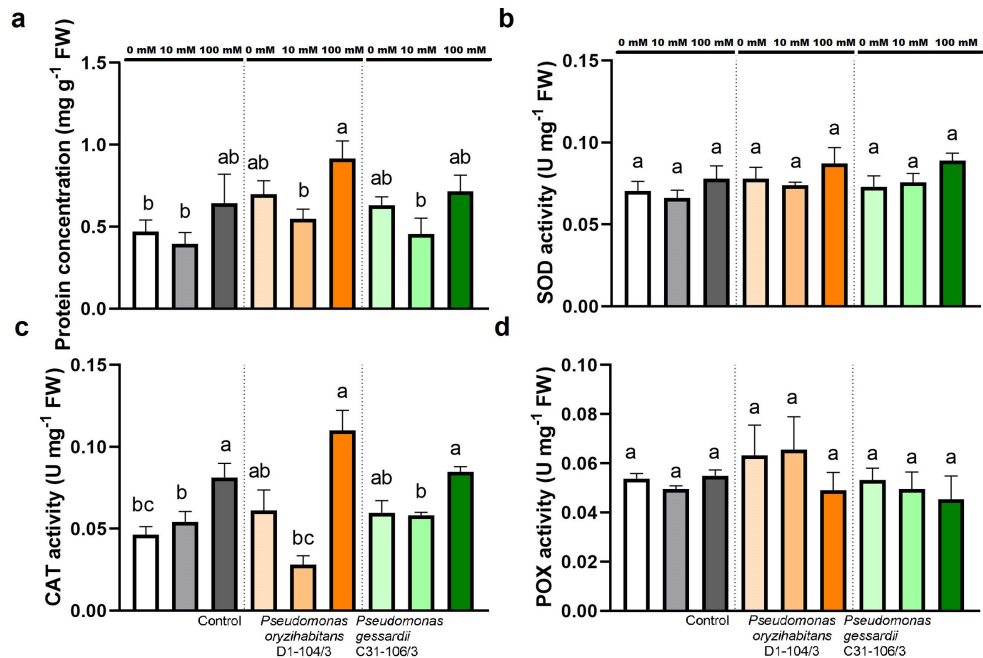 a
0 mM 10 mM 100 mM 0 mM 10 mM 100 mM 0 mM 10 mM 100 mM
Protein concentration (mg g⁻¹ FW)
1.5
1.0
0.5
0.0
b b ab ab b a ab b ab
b
0 mM 10 mM 100 mM 0 mM 10 mM 100 mM 0 mM 10 mM 100 mM
SOD activity (U mg⁻¹ FW)
0.15
0.10
0.05
0.00
a a a a a a a a a
c
CAT activity (U mg⁻¹ FW)
0.15
0.10
0.05
0.00
bc b a ab bc a ab b a
Control
Pseudomonas
oryzihabitans
D1-104/3
Pseudomonas
gessardii
C31-106/3
d
POX activity (U mg⁻¹ FW)
0.10
0.08
0.06
0.04
0.02
0.00
a a a a a a a a a
Control
Pseudomonas
oryzihabitans
D1-104/3
Pseudomonas
gessardii
C31-106/3